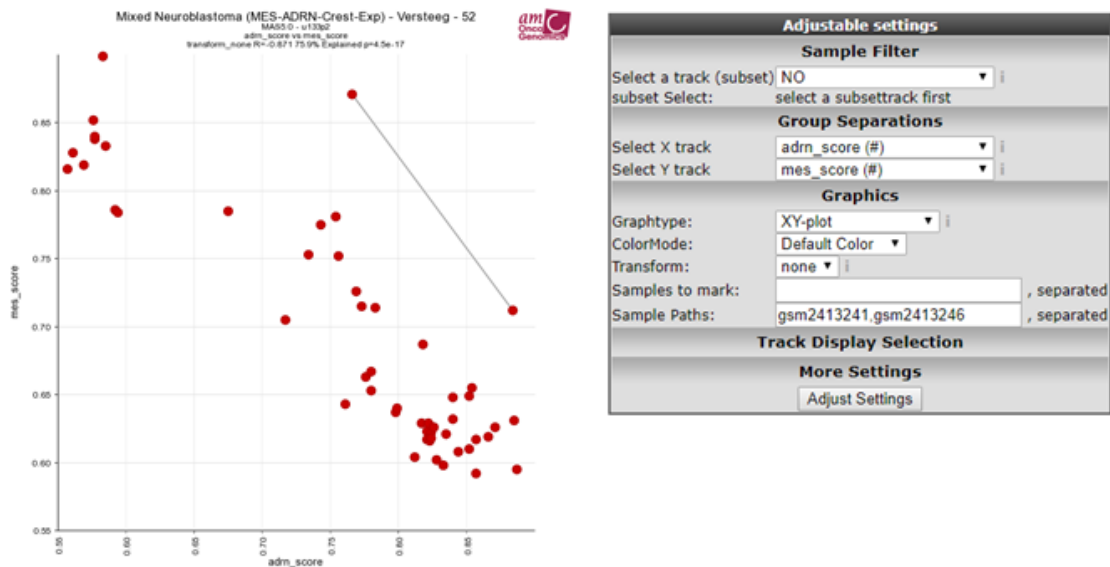 Mixed Neuroblastoma (MES-ADRN-Crest-Exp) - Versteeg - 52
MAS5.0 - u133p2
adrn_score vs mes_score
transform_none R=-0.871 75.9% Explained p=4.5e-17
amc
Onco
Genomics
0.85
0.80
0.75
0.70
0.65
0.60
0.55
mes_score
0.55 0.60 0.65 0.70 0.75 0.80 0.85
adrn_score
Adjustable settings
Sample Filter
Select a track (subset) NO
subset Select: select a subsettrack first
Group Separations
Select X track adrn_score (#)
Select Y track mes_score (#)
Graphics
Graphtype: XY-plot
ColorMode: Default Color
Transform: none
Samples to mark: , separated
Sample Paths: gsm2413241,gsm2413246 , separated
Track Display Selection
More Settings
Adjust Settings